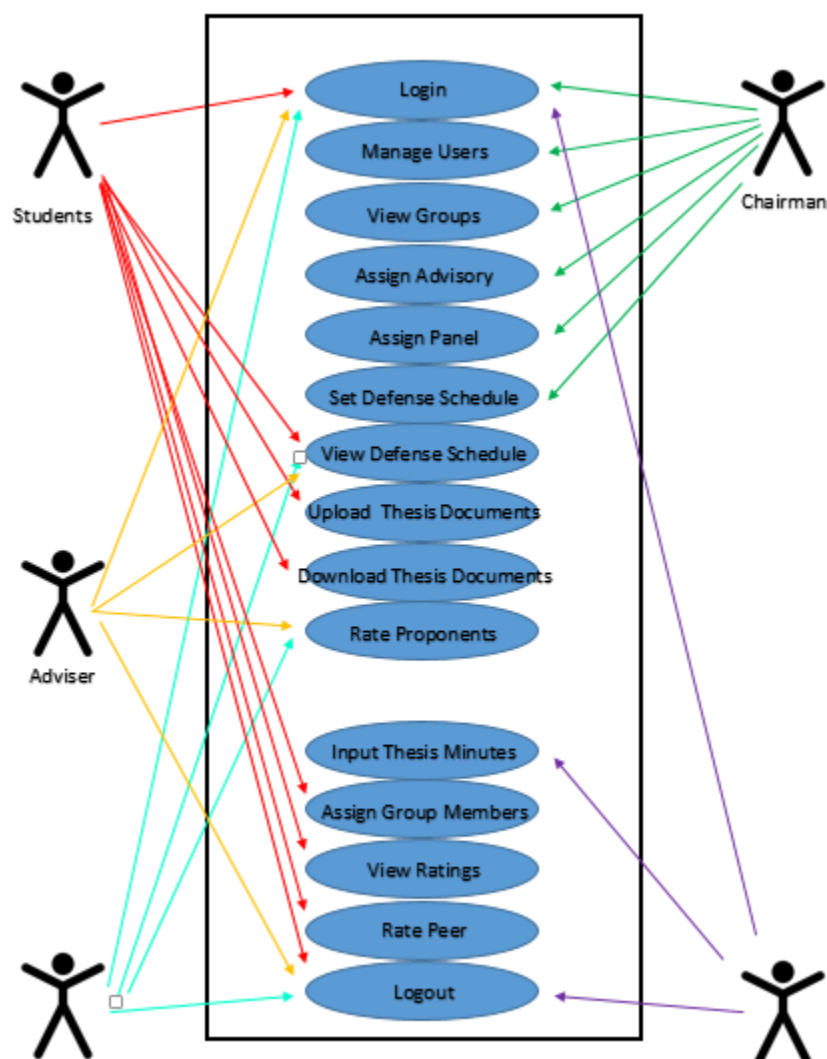 Login
Manage Users
Students
View Groups
Chairman
Assign Advisory
Assign Panel
Set Defense Schedule
View Defense Schedule
Upload Thesis Documents
Download Thesis Documents
Rate Proponents
Adviser
Input Thesis Minutes
Assign Group Members
View Ratings
Rate Peer
Logout